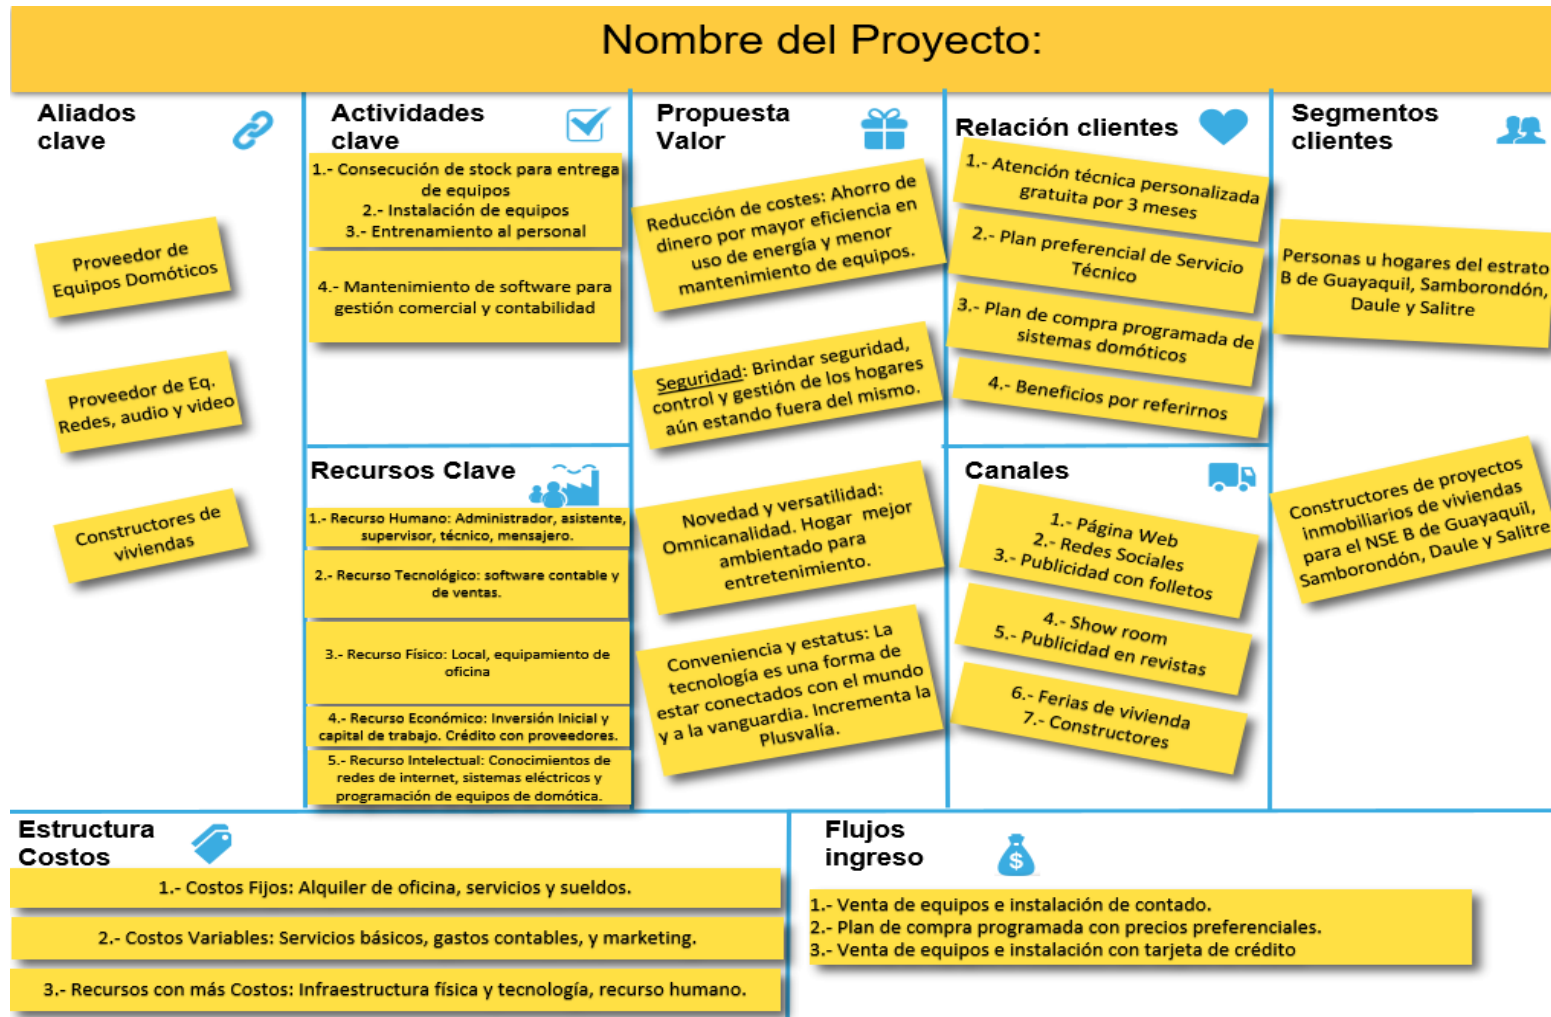 Nombre del Proyecto:
Aliados
clave
Proveedor de
Equipos Domóticos
Proveedor de Eq.
Redes, audio y video
Constructores de
viviendas
Actividades
clave
1.- Consecución de stock para entrega
de equipos
2.- Instalación de equipos
3.- Entrenamiento al personal
4.- Mantenimiento de software para
gestión comercial y contabilidad
Recursos Clave
1.- Recurso Humano: Administrador, asistente,
supervisor, técnico, mensajero.
2.- Recurso Tecnológico: software contable y
de ventas.
3.- Recurso Físico: Local, equipamiento de
oficina
4.- Recurso Económico: Inversión Inicial y
capital de trabajo. Crédito con proveedores.
5.- Recurso Intelectual: Conocimientos de
redes de internet, sistemas eléctricos y
programación de equipos de domótica.
Propuesta
Valor
Reducción de costes: Ahorro de
dinero por mayor eficiencia en
uso de energía y menor
mantenimiento de equipos.
Seguridad: Brindar seguridad,
control y gestión de los hogares
aún estando fuera del mismo.
Novedad y versatilidad:
Omnicanalidad. Hogar mejor
ambientado para
entretenimiento.
Conveniencia y estatus: La
tecnología es una forma de
estar conectados con el mundo
y a la vanguardia. Incrementa la
Plusvalía.
Relación clientes
1.- Atención técnica personalizada
gratuita por 3 meses
2.- Plan preferencial de Servicio
Técnico
3.- Plan de compra programada de
sistemas domóticos
4.- Beneficios por referirnos
Canales
1.- Página Web
2.- Redes Sociales
3.- Publicidad con folletos
4.- Show room
5.- Publicidad en revistas
6.- Ferias de vivienda
7.- Constructores
Segmentos
clientes
Personas u hogares del estrato
B de Guayaquil, Samborondón,
Daule y Salitre
Constructores de proyectos
inmobiliarios de viviendas
para el NSE B de Guayaquil,
Samborondón, Daule y Salitre
Estructura
Costos
1.- Costos Fijos: Alquiler de oficina, servicios y sueldos.
2.- Costos Variables: Servicios básicos, gastos contables, y marketing.
3.- Recursos con más Costos: Infraestructura física y tecnología, recurso humano.
Flujos
ingreso
$
1.- Venta de equipos e instalación de contado.
2.- Plan de compra programada con precios preferenciales.
3.- Venta de equipos e instalación con tarjeta de crédito